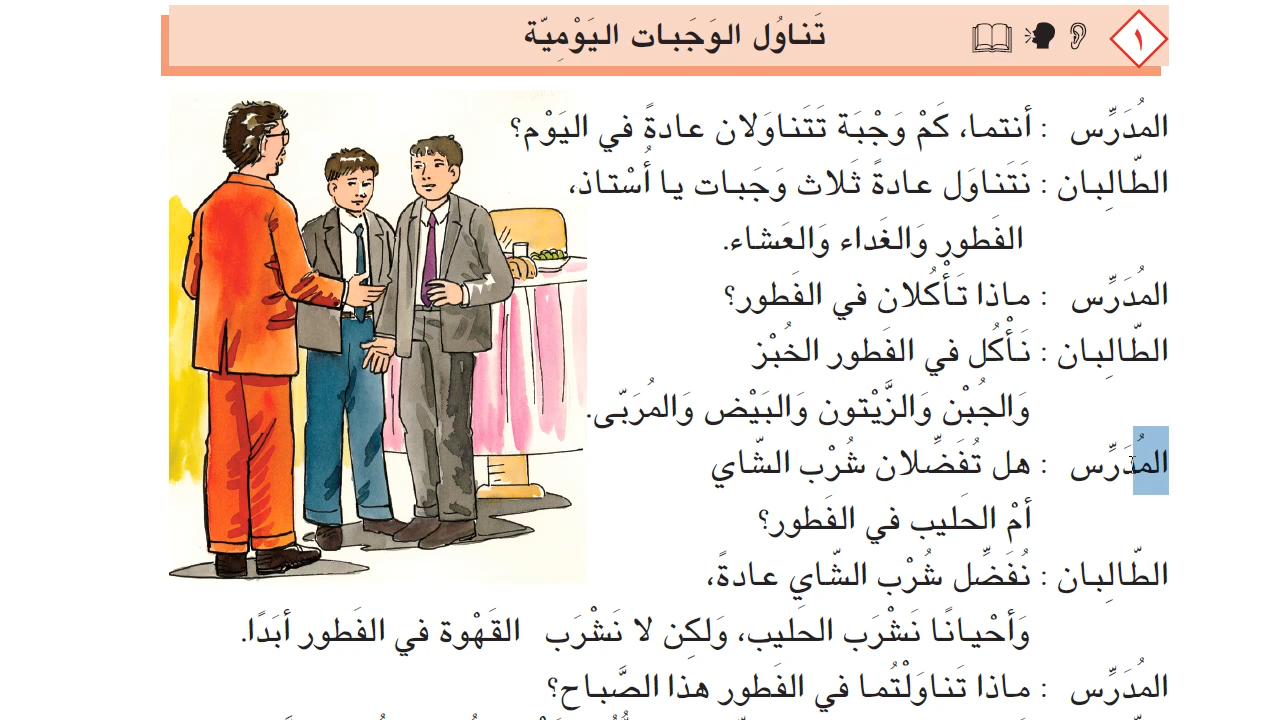 ١ تَناوُل الوَجَبات اليَوْمِيّة
المُدَرِّس : أنتما، كَمْ وَجْبَة تَتَناوَلان عادةً في اليَوْم؟
الطّالِبان : نَتَناوَل عادةً ثَلاث وَجَبات يا أُسْتاذ،
الفَطور وَالغَداء وَالعَشاء.
المُدَرِّس : ماذا تَأْكُلان في الفَطور؟
الطّالِبان : نَأْكُل في الفَطور الخُبْز
وَالجُبْن وَالزَّيْتون وَالبَيْض وَالمُرَبّى.
المُدَرِّس : هل تُفَضِّلان شُرْب الشّاي
أمْ الحَليب في الفَطور؟
الطّالِبان : نُفَضِّل شُرْب الشّايِ عادةً،
وَأحْيانًا نَشْرَب الحَليب، وَلكِن لا نَشْرَب القَهْوة في الفَطور أبَدًا.
المُدَرِّس : ماذا تَناوَلْتُما في الفَطور هذا الصَّباح؟